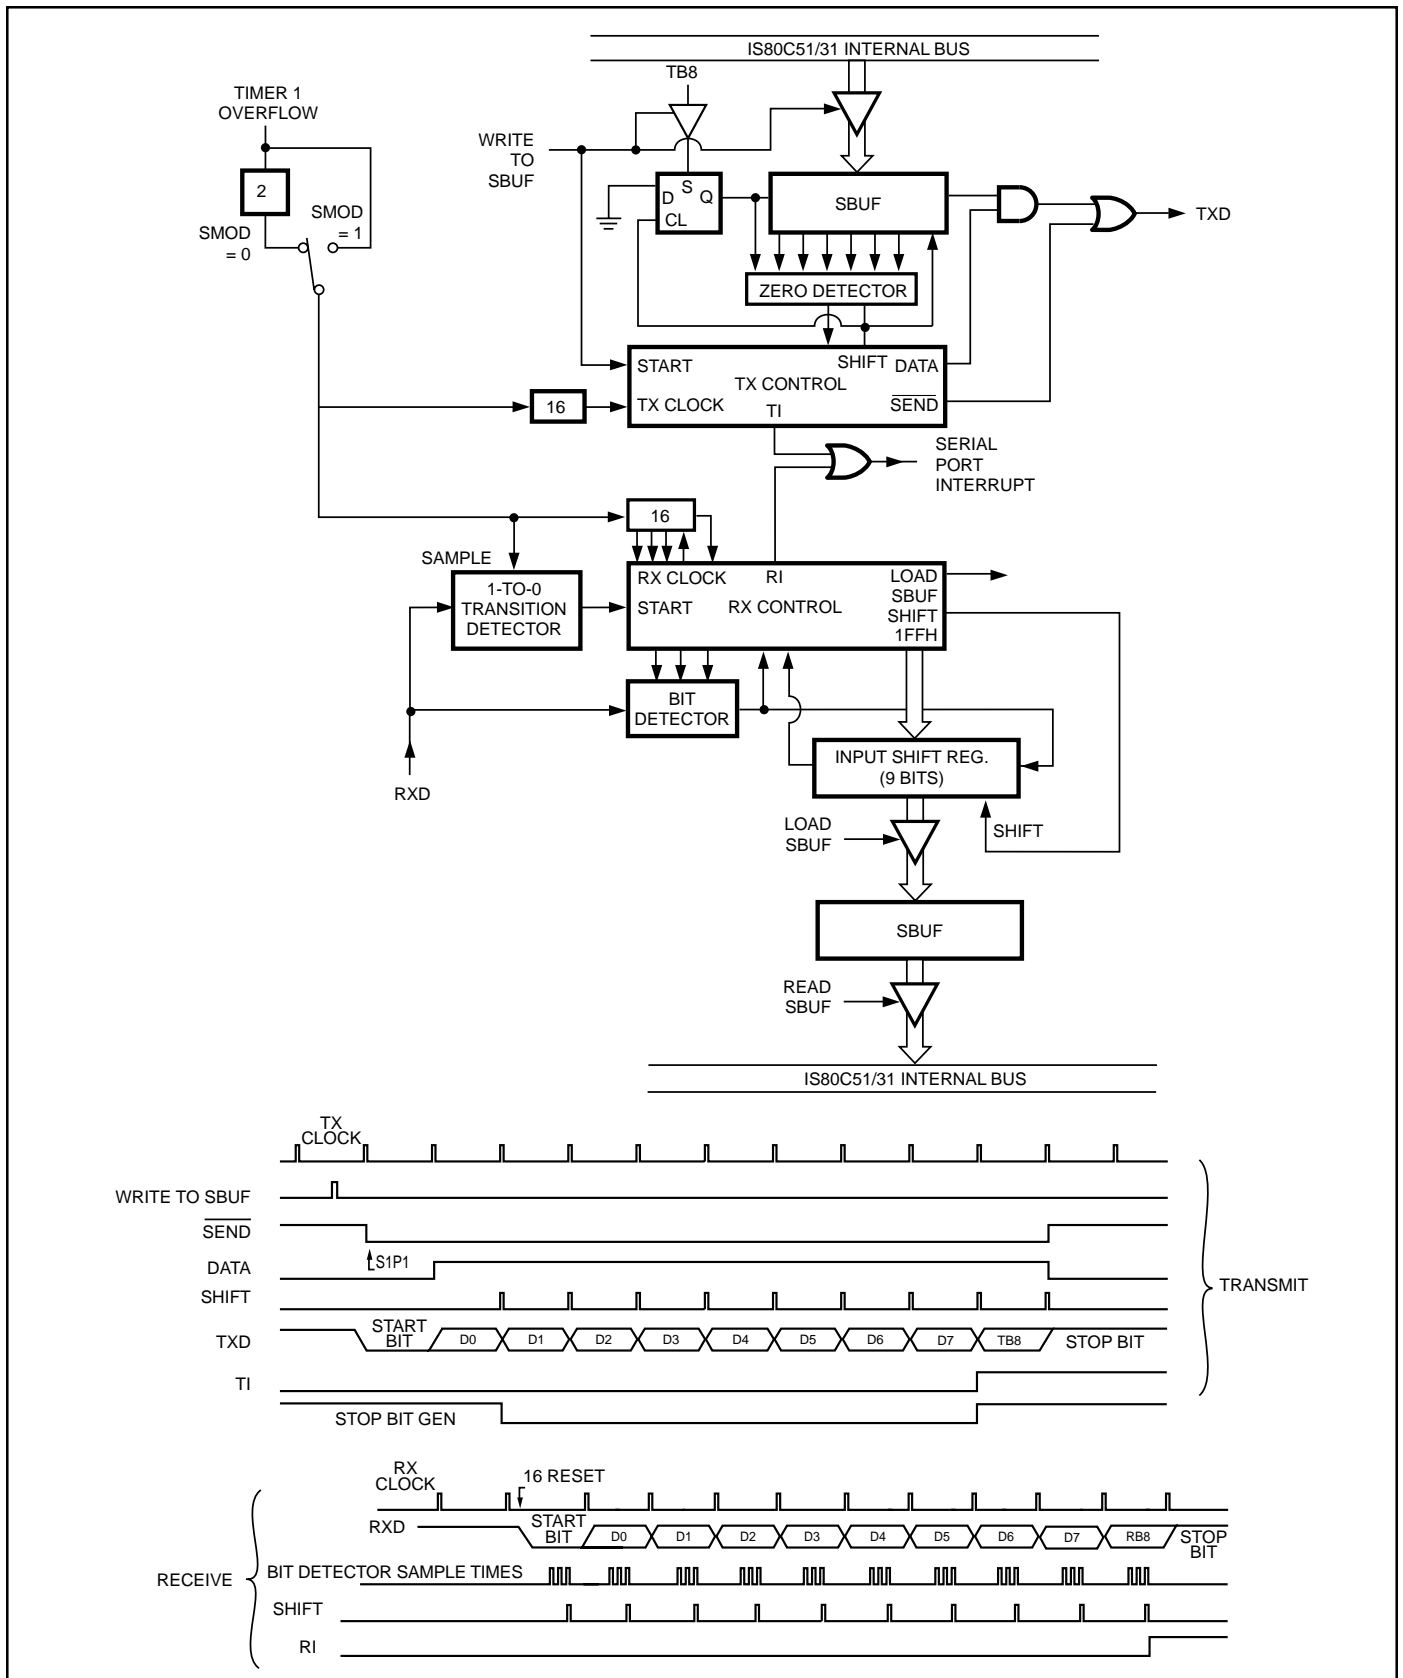 IS80C51/31 INTERNAL BUS
TB8
TIMER 1
OVERFLOW
WRITE
TO
SBUF
2
SMOD
= 1
SMOD
= 0
S
D
Q
CL
SBUF
TXD
ZERO DETECTOR
START
SHIFT
DATA
TX CONTROL
TX CLOCK
TI
SEND
16
SERIAL
PORT
INTERRUPT
16
SAMPLE
1-TO-0
TRANSITION
DETECTOR
RX CLOCK
RI
LOAD
SBUF
START
RX CONTROL
SHIFT
1FFH
BIT
DETECTOR
INPUT SHIFT REG.
(9 BITS)
RXD
LOAD
SBUF
SHIFT
SBUF
READ
SBUF
IS80C51/31 INTERNAL BUS
TX
CLOCK
WRITE TO SBUF
SEND
S1P1
DATA
SHIFT
TRANSMIT
TXD
START
BIT
D0
D1
D2
D3
D4
D5
D6
D7
TB8
STOP BIT
TI
STOP BIT GEN
RX
CLOCK
16 RESET
RXD
START
BIT
D0
D1
D2
D3
D4
D5
D6
D7
RB8
STOP
BIT
RECEIVE
BIT DETECTOR SAMPLE TIMES
SHIFT
RI